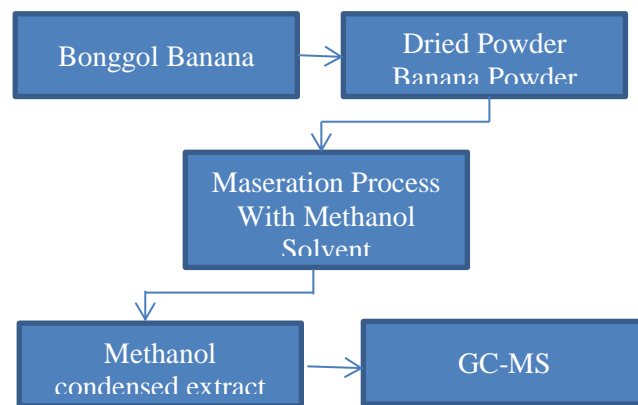 Bonggol Banana
Dried Powder
Banana Powder
Maseration Process
With Methanol
Solvent
Methanol
condensed extract
GC-MS